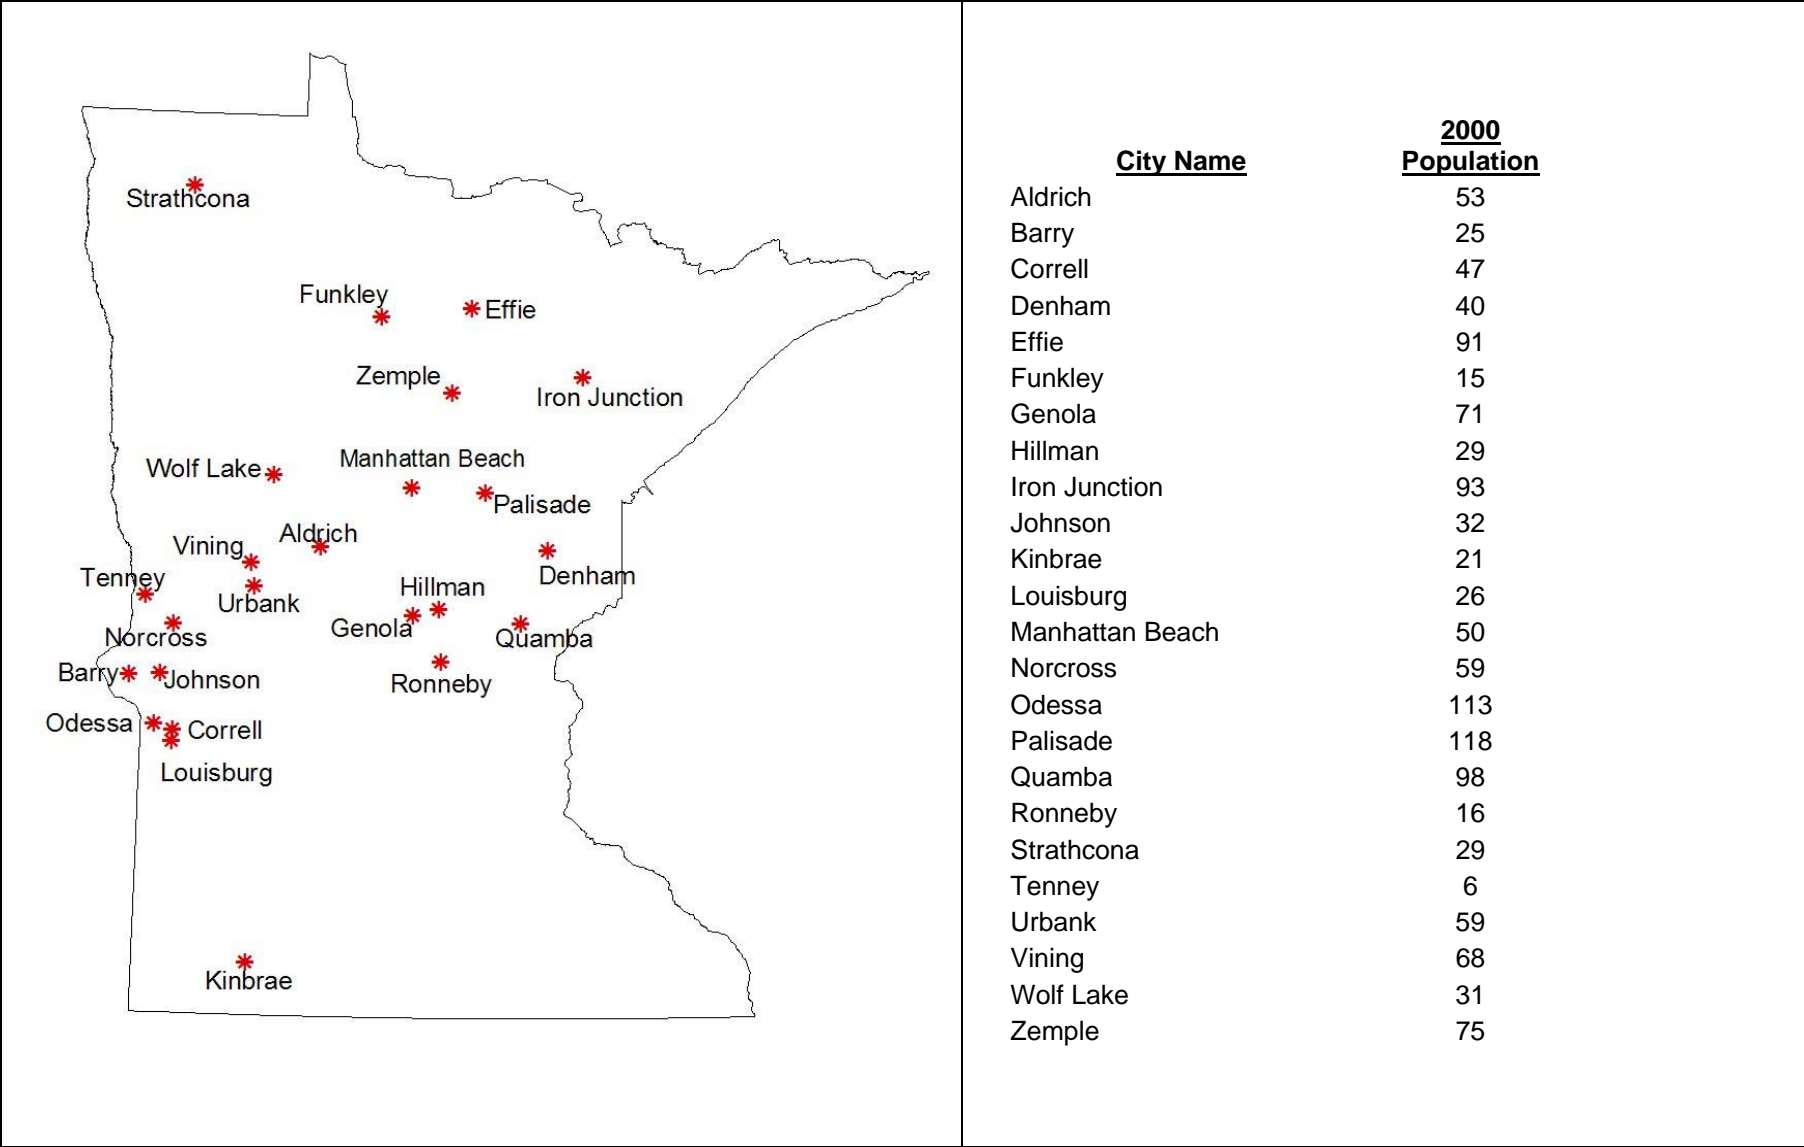 Strathcona
Funkley
Effie
Zemple
Iron Junction
Manhattan Beach
Wolf Lake
Palisade
Aldrich
Vining
Denham
Tenney
Hillman
Urbank
Genola
Norcross
Quamba
Barry
Johnson
Ronneby
Odessa
Correll
Louisburg
Kinbrae
2000
City Name Population
Aldrich 53
Barry 25
Correll 47
Denham 40
Effie 91
Funkley 15
Genola 71
Hillman 29
Iron Junction 93
Johnson 32
Kinbrae 21
Louisburg 26
Manhattan Beach 50
Norcross 59
Odessa 113
Palisade 118
Quamba 98
Ronneby 16
Strathcona 29
Tenney 6
Urbank 59
Vining 68
Wolf Lake 31
Zemple 75